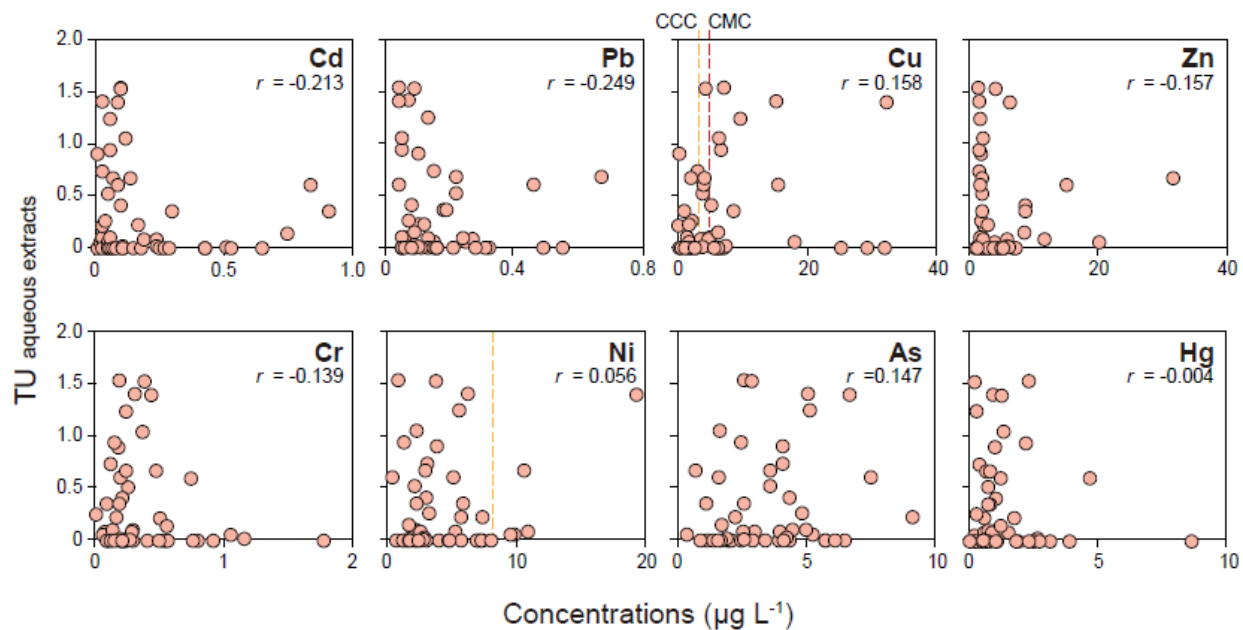 CCC CMC
2.0 Cd Pb Cu Zn
r = -0.213 r = -0.249 r = 0.158 r = -0.157
1.5
1.0
0.5
0
0 0.5 1.0 0 0.4 0.8 0 20 40 0 20 40
TU aqueous extracts
2.0 Cr Ni As Hg
r = -0.139 r = 0.056 r =0.147 r = -0.004
1.5
1.0
0.5
0
0 1 2 0 10 20 0 5 10 0 5 10
Concentrations (µg L⁻¹)